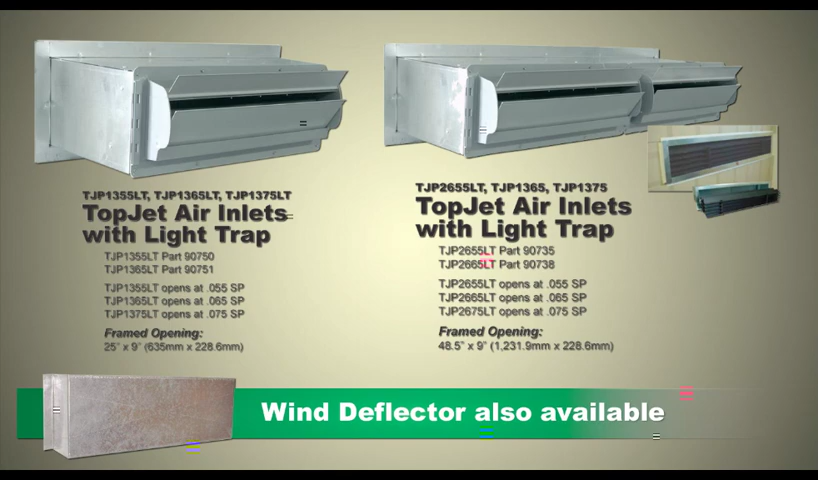 TJP1355LT, TJP1365LT, TJP1375LT
TopJet Air Inlets
with Light Trap
TJP1355LT Part 90750
TJP1365LT Part 90751
TJP1355LT opens at .055 SP
TJP1365LT opens at .065 SP
TJP1375LT opens at .075 SP
Framed Opening:
25" x 9" (635mm x 228.6mm)
TJP2655LT, TJP1365, TJP1375
TopJet Air Inlets
with Light Trap
TJP2655LT Part 90735
TJP2665LT Part 90738
TJP2655LT opens at .055 SP
TJP2665LT opens at .065 SP
TJP2675LT opens at .075 SP
Framed Opening:
48.5" x 9" (1,231.9mm x 228.6mm)
Wind Deflector also available